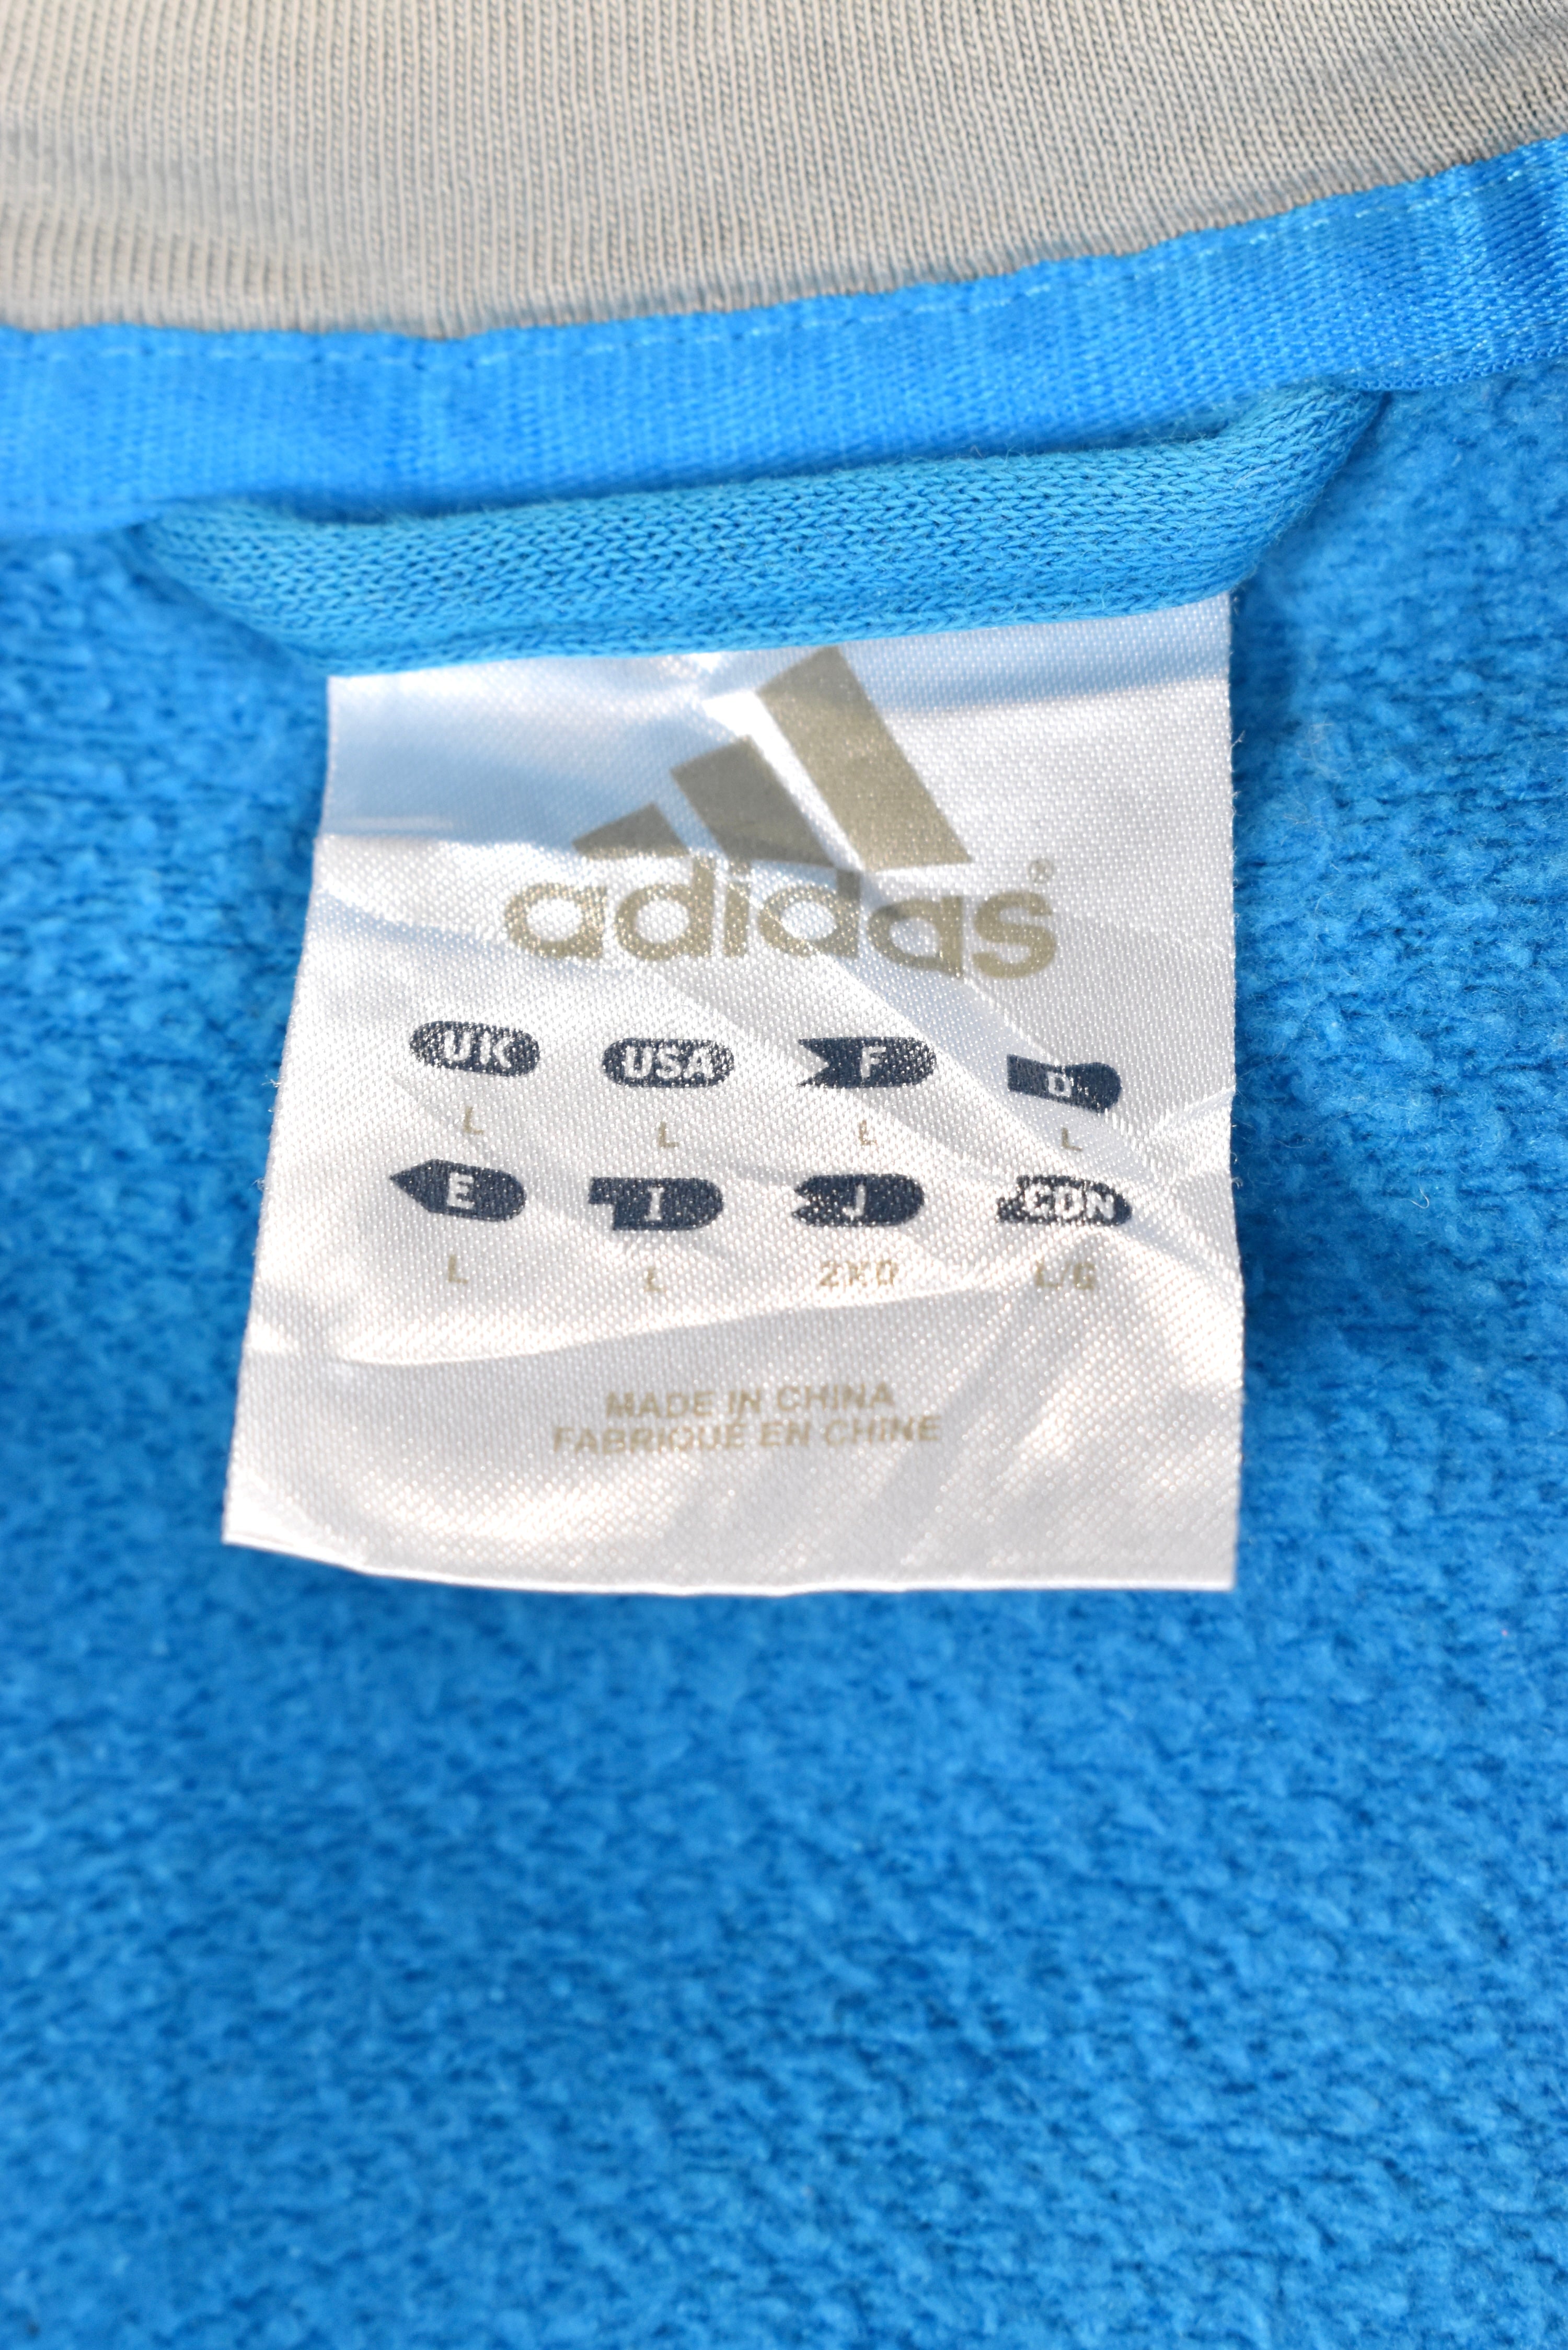 adidas®
UK USA F D
L L L L
E I J CDN
L L 2XO L/G
MADE IN CHINA
FABRIQUÉ EN CHINE